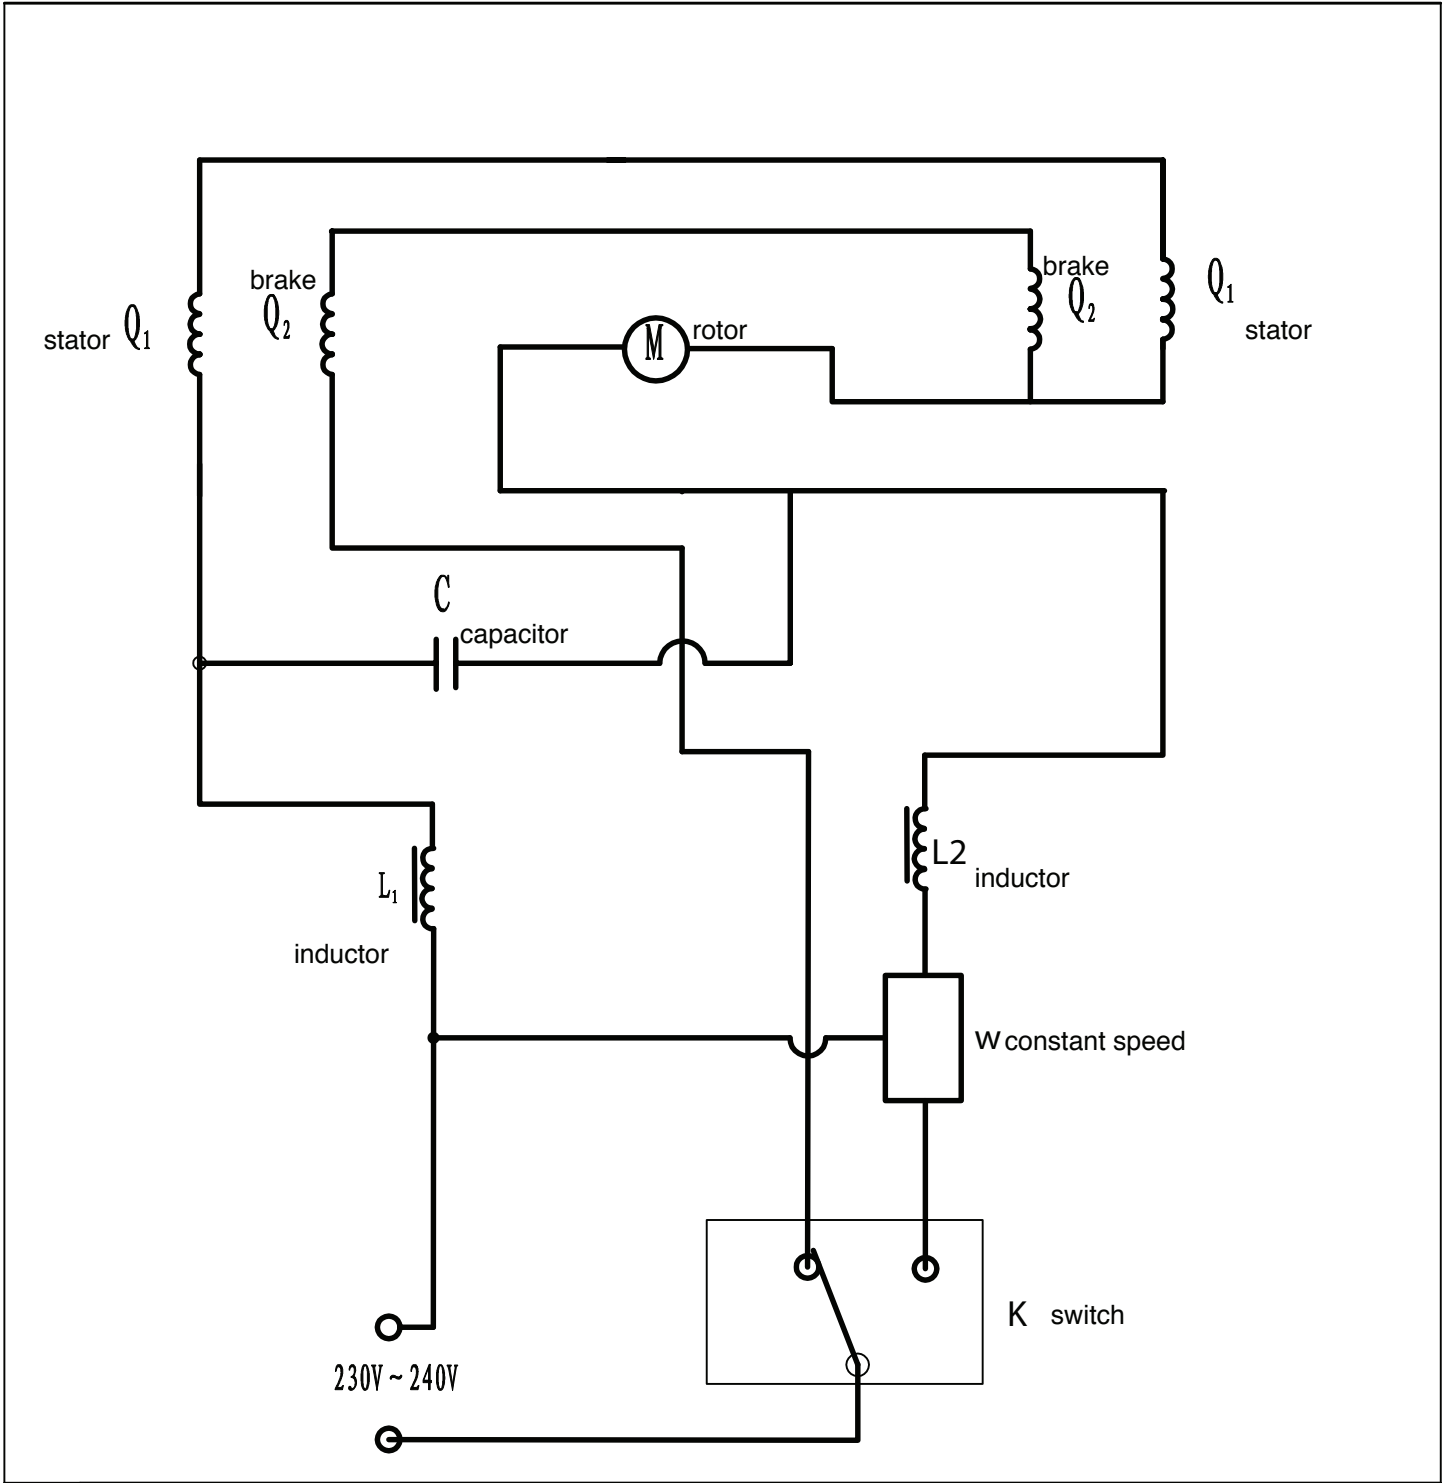 brake
Q2
stator Q1
M rotor
brake
Q2
Q1
stator
C
capacitor
L1
inductor
L2
inductor
W constant speed
K switch
230V ~ 240V